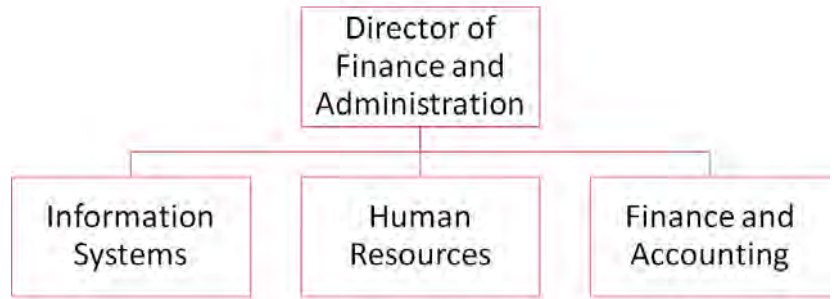 Director of
Finance and
Administration
Information
Systems
Human
Resources
Finance and
Accounting